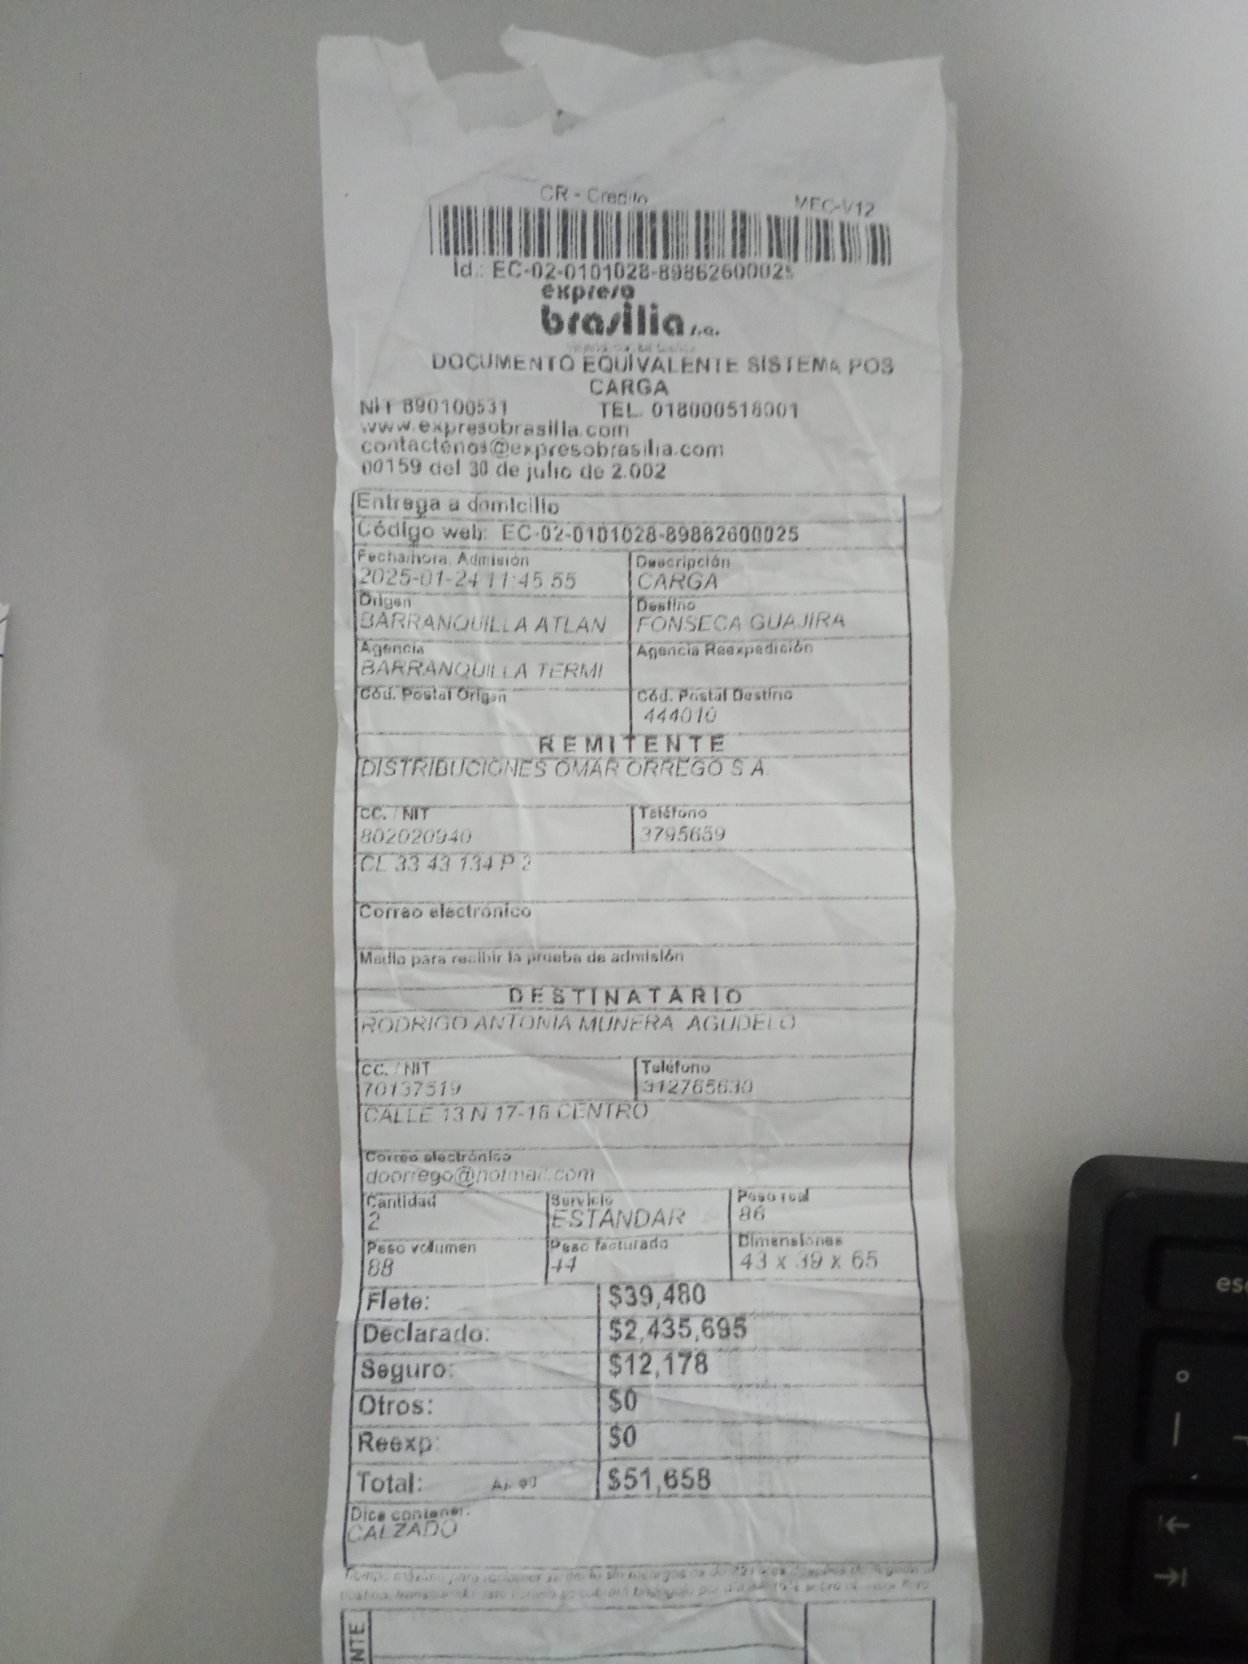 CR - Credito MEC-V12
Id.: EC-02-0101028-89862600025
expreso
brasilia s.a.
DOCUMENTO EQUIVALENTE SISTEMA POS
CARGA
NIT 890100531 TEL. 018000518001
www.expresobrasilia.com
contactenos@expresobrasilia.com
00159 del 30 de julio de 2.002
Entrega a domicilio
Código web: EC-02-0101028-89862600025
Fecha/hora. Admisión Descripción
2025-01-24 11:45:55 CARGA
Origen Destino
BARRANQUILLA ATLAN FONSECA GUAJIRA
Agencia Agencia Reexpedición
BARRANQUILLA TERMI
Cód. Postal Origen Cód. Postal Destino
444010
REMITENTE
DISTRIBUCIONES OMAR ORREGO S A
CC. / NIT Teléfono
802020940 3795659
CL 33 43 134 P 2
Correo electrónico
Medio para recibir la prueba de admisión
DESTINATARIO
RODRIGO ANTONIA MUNERA AGUDELO
CC. / NIT Teléfono
70137519 312765630
CALLE 13 N 17-16 CENTRO
Correo electrónico
doorrego@hotmail.com
Cantidad Servicio Peso real
2 ESTANDAR 86
Peso volumen Peso facturado Dimensiones
88 44 43 x 39 x 65
Flete: $39,480
Declarado: $2,435,695
Seguro: $12,178
Otros: $0
Reexp: $0
Total: $51,658
Dice contener:
CALZADO
NTE
esc